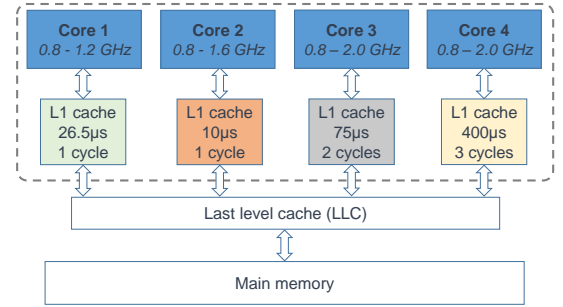 Core 1
0.8 - 1.2 GHz
Core 2
0.8 - 1.6 GHz
Core 3
0.8 – 2.0 GHz
Core 4
0.8 – 2.0 GHz
L1 cache
26.5µs
1 cycle
L1 cache
10µs
1 cycle
L1 cache
75µs
2 cycles
L1 cache
400µs
3 cycles
Last level cache (LLC)
Main memory